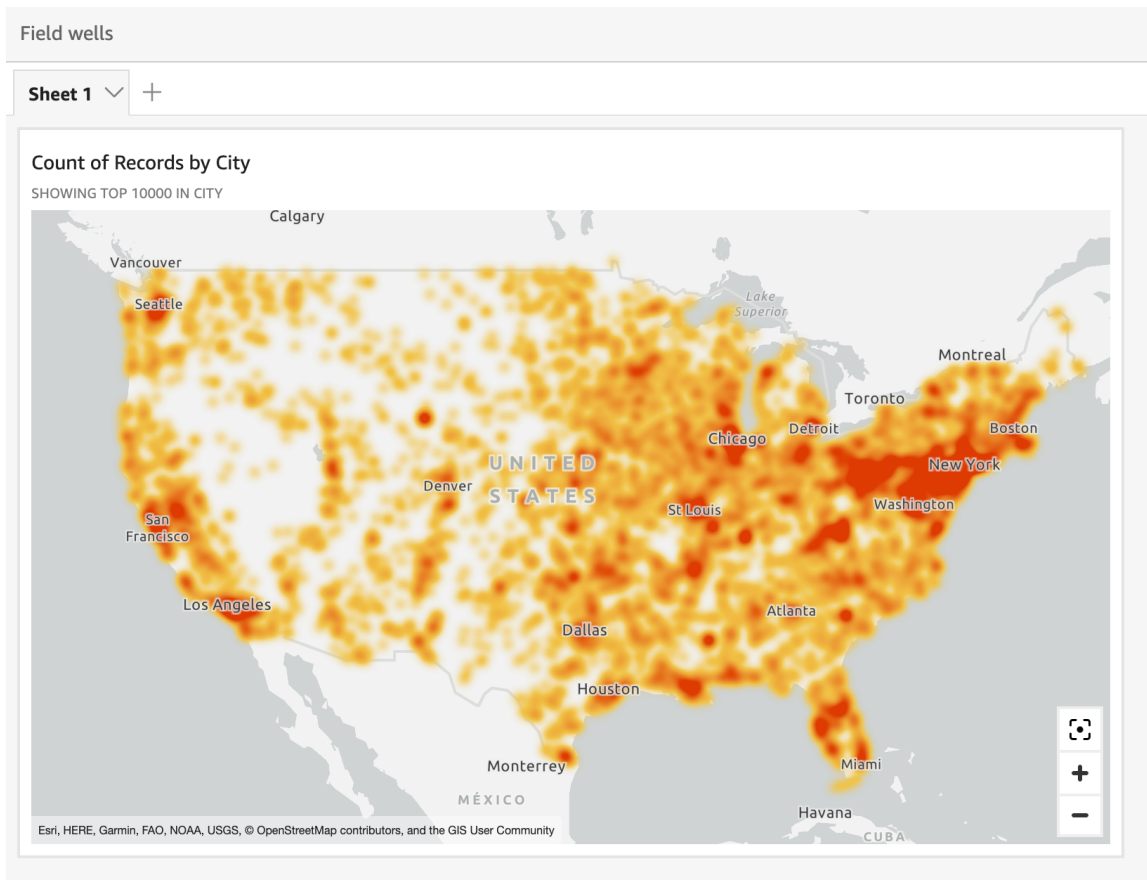 Field wells
Sheet 1
Count of Records by City
SHOWING TOP 10000 IN CITY
Calgary
Vancouver
Seattle
Lake
Superior
Montreal
Toronto
Detroit
Boston
Chicago
UNITED
New York
Denver
STATES
Washington
St Louis
San
Francisco
Los Angeles
Atlanta
Dallas
Houston
Monterrey
Miami
MÉXICO
Havana
CUBA
Esri, HERE, Garmin, FAO, NOAA, USGS, © OpenStreetMap contributors, and the GIS User Community